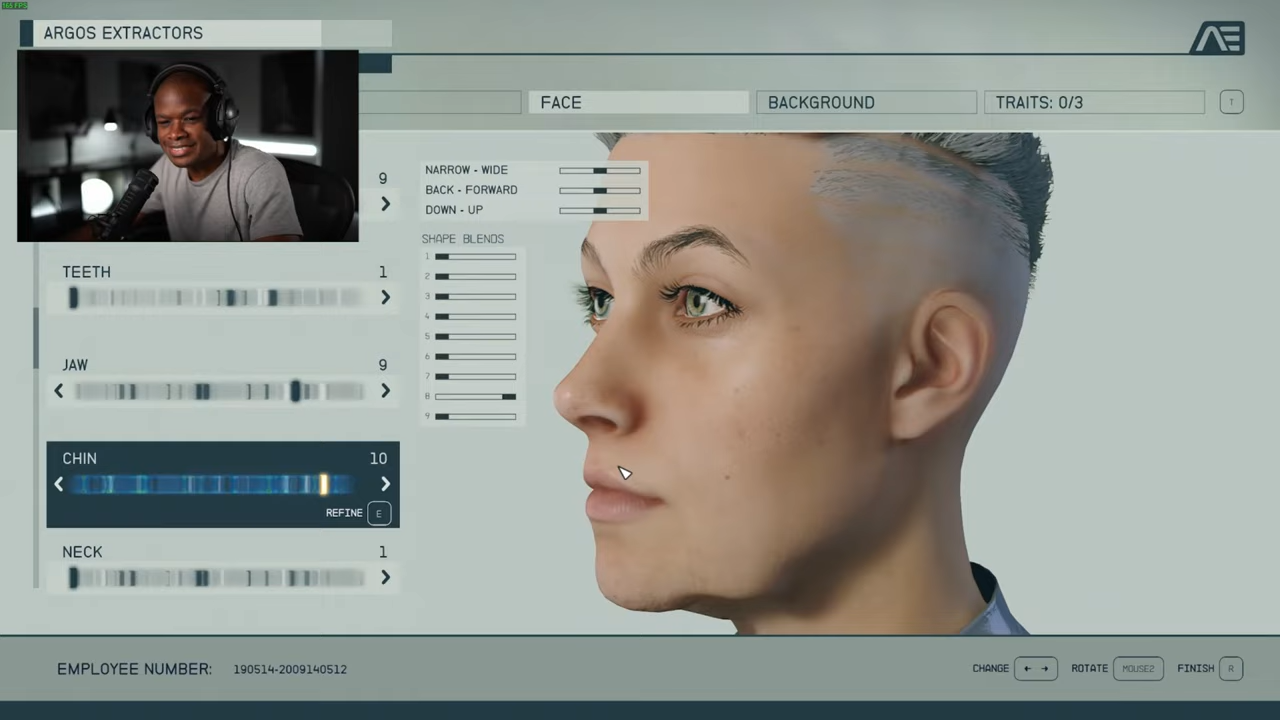 ARGOS EXTRACTORS
AE
FACE
BACKGROUND
TRAITS: 0/3
T
9
NARROW - WIDE
BACK - FORWARD
DOWN - UP
SHAPE BLENDS
1
2
3
4
5
6
7
8
9
TEETH 1
JAW 9
CHIN 10
REFINE E
NECK 1
EMPLOYEE NUMBER: 190514-2009140512
CHANGE ← → ROTATE MOUSE2 FINISH R